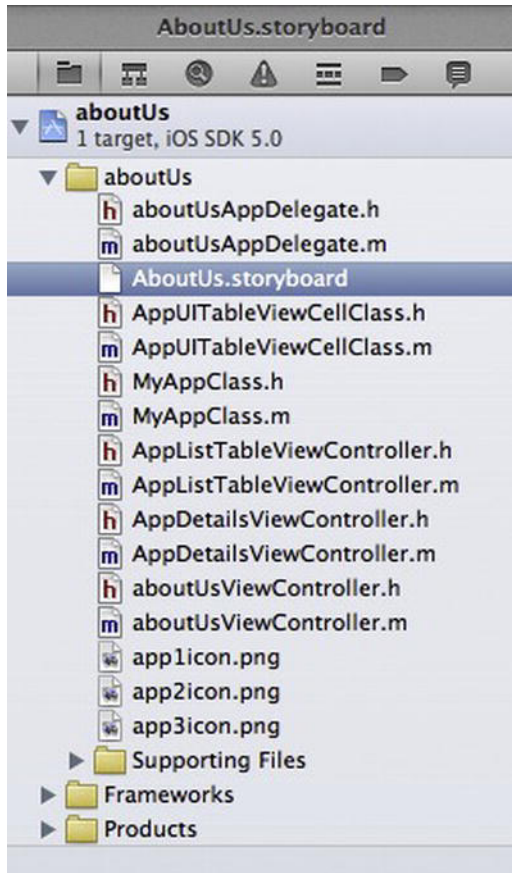 AboutUs.storyboard
aboutUs
1 target, iOS SDK 5.0
aboutUs
h aboutUsAppDelegate.h
m aboutUsAppDelegate.m
AboutUs.storyboard
h AppUITableViewCellClass.h
m AppUITableViewCellClass.m
h MyAppClass.h
m MyAppClass.m
h AppListTableViewController.h
m AppListTableViewController.m
h AppDetailsViewController.h
m AppDetailsViewController.m
h aboutUsViewController.h
m aboutUsViewController.m
app1icon.png
app2icon.png
app3icon.png
Supporting Files
Frameworks
Products